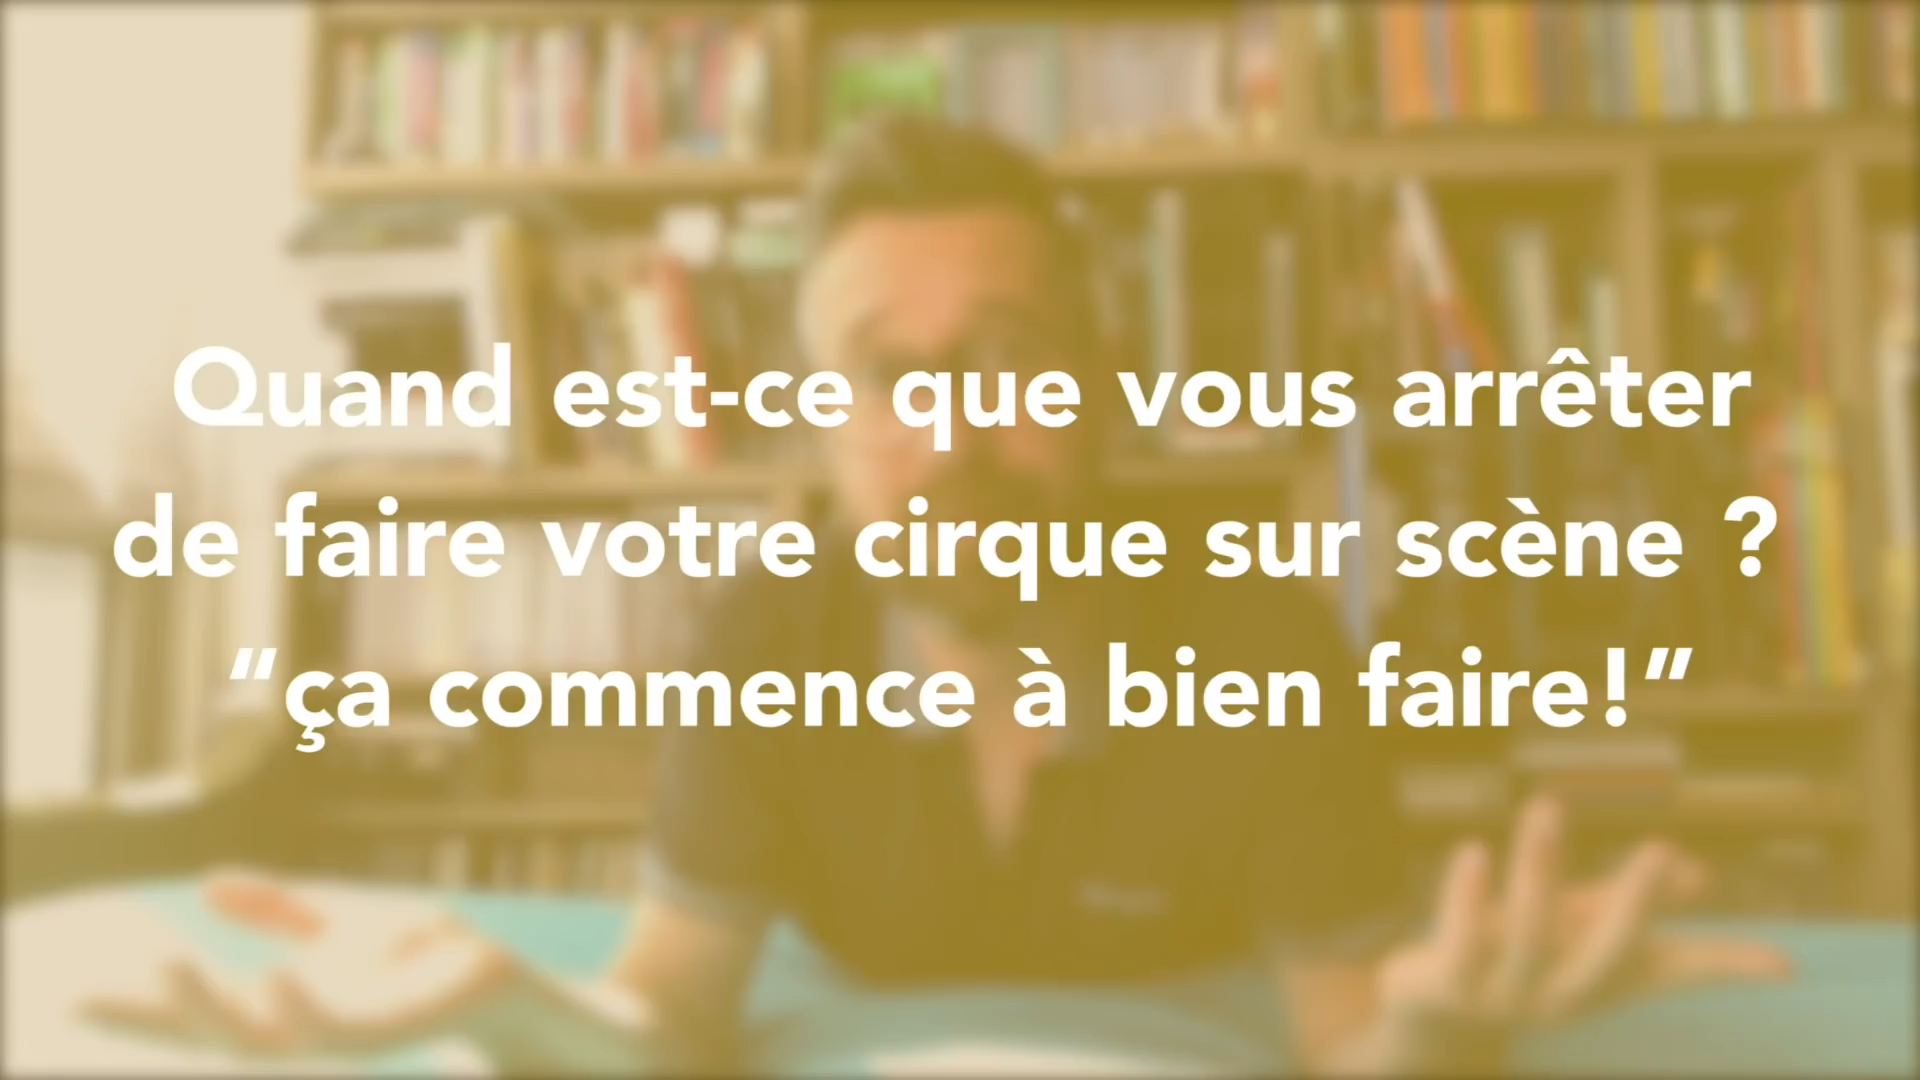 Quand est-ce que vous arrêter
de faire votre cirque sur scène ?
“ça commence à bien faire!”